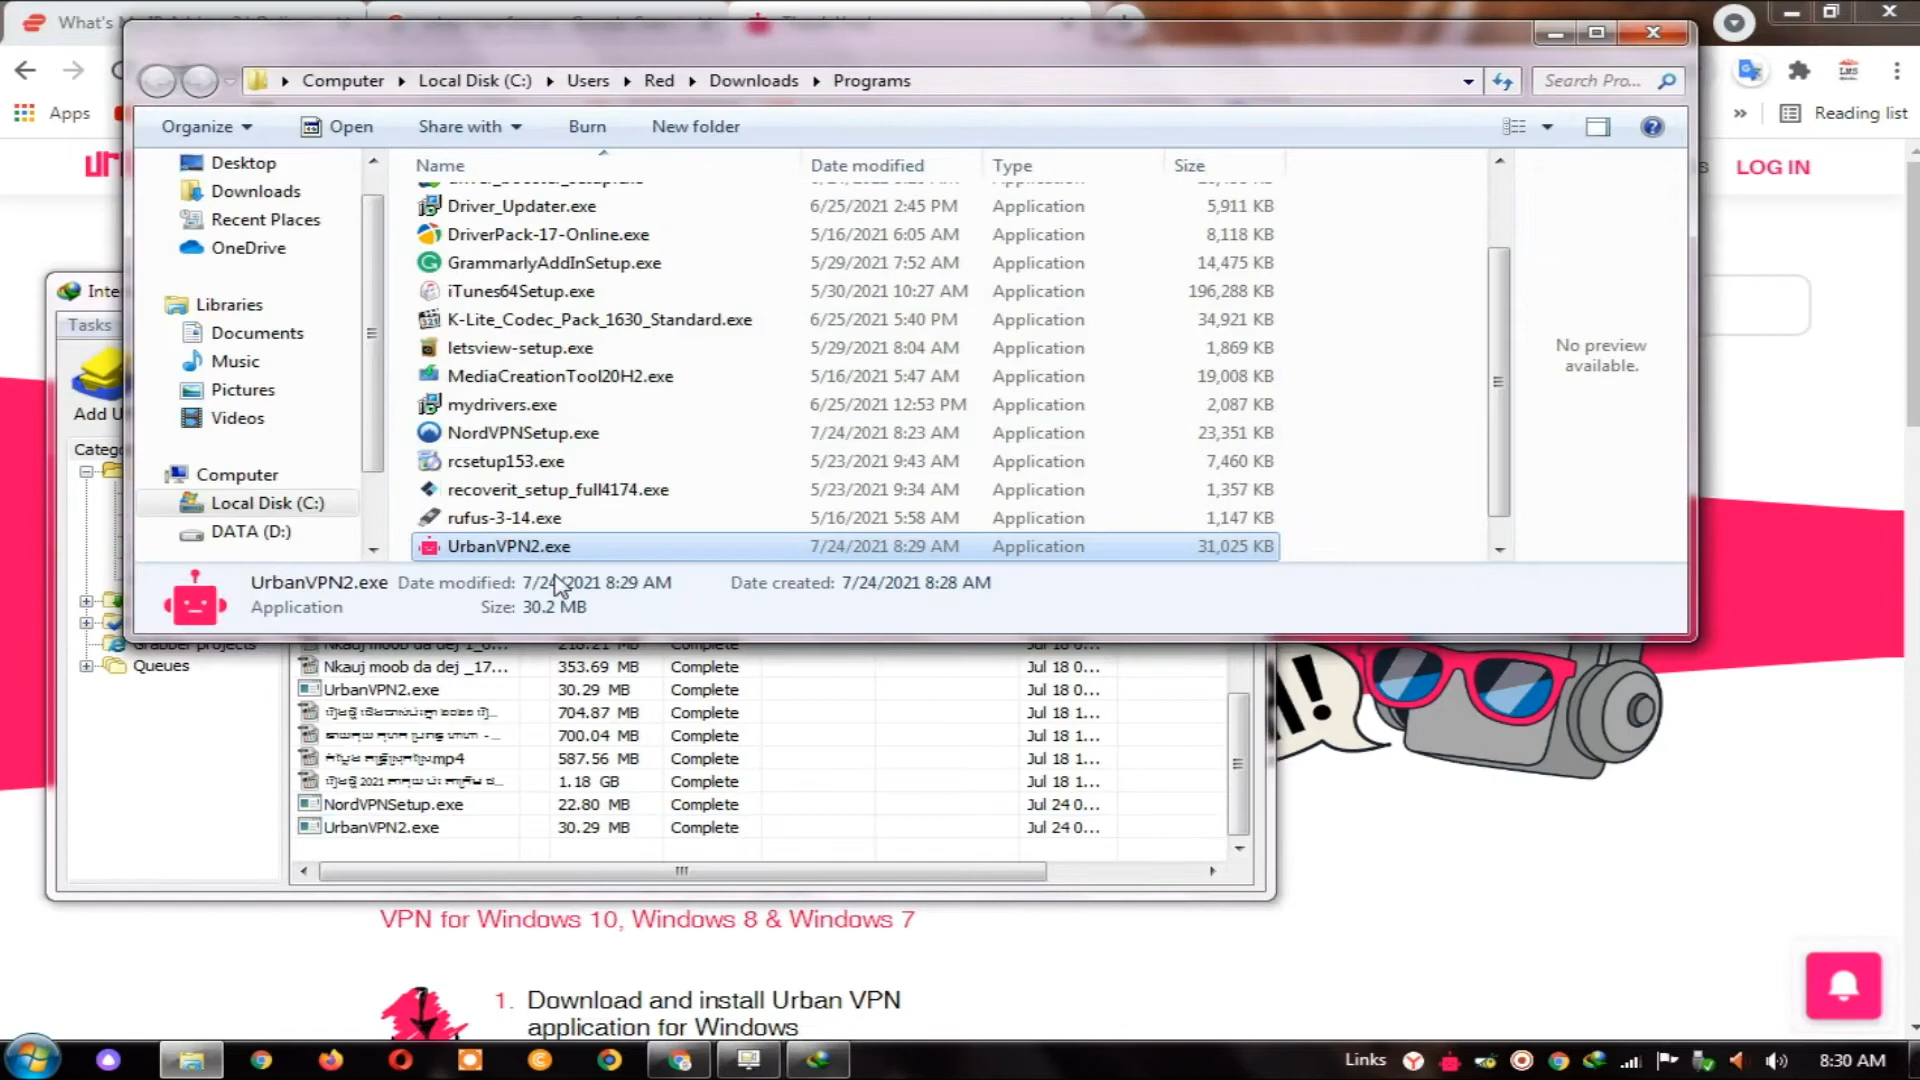 What's
Computer Local Disk (C:) Users Red Downloads Programs
Search Pro...
Apps
Reading list
Organize Open Share with Burn New folder
LOG IN
Name Date modified Type Size
Desktop
Downloads
Recent Places
OneDrive
Libraries
Documents
Music
Pictures
Videos
Computer
Local Disk (C:)
DATA (D:)
Driver_Updater.exe 6/25/2021 2:45 PM Application 5,911 KB
DriverPack-17-Online.exe 5/16/2021 6:05 AM Application 8,118 KB
GrammarlyAddInSetup.exe 5/29/2021 7:52 AM Application 14,475 KB
iTunes64Setup.exe 5/30/2021 10:27 AM Application 196,288 KB
K-Lite_Codec_Pack_1630_Standard.exe 6/25/2021 5:40 PM Application 34,921 KB
letsview-setup.exe 5/29/2021 8:04 AM Application 1,869 KB
MediaCreationTool20H2.exe 5/16/2021 5:47 AM Application 19,008 KB
mydrivers.exe 6/25/2021 12:53 PM Application 2,087 KB
NordVPNSetup.exe 7/24/2021 8:23 AM Application 23,351 KB
rcsetup153.exe 5/23/2021 9:43 AM Application 7,460 KB
recoverit_setup_full4174.exe 5/23/2021 9:34 AM Application 1,357 KB
rufus-3-14.exe 5/16/2021 5:58 AM Application 1,147 KB
UrbanVPN2.exe 7/24/2021 8:29 AM Application 31,025 KB
No preview
available.
UrbanVPN2.exe Date modified: 7/24/2021 8:29 AM Date created: 7/24/2021 8:28 AM
Application Size: 30.2 MB
Inte
Tasks
Add U
Categ
Grabber projects
Queues
218.21 MB Complete Jul 18 0...
Nkauj moob da dej _17... 353.69 MB Complete Jul 18 0...
UrbanVPN2.exe 30.29 MB Complete Jul 18 0...
704.87 MB Complete Jul 18 1...
700.04 MB Complete Jul 18 1...
.mp4 587.56 MB Complete Jul 18 1...
2021 1.18 GB Complete Jul 18 1...
NordVPNSetup.exe 22.80 MB Complete Jul 24 0...
UrbanVPN2.exe 30.29 MB Complete Jul 24 0...
VPN for Windows 10, Windows 8 & Windows 7
1. Download and install Urban VPN
application for Windows
Links
8:30 AM